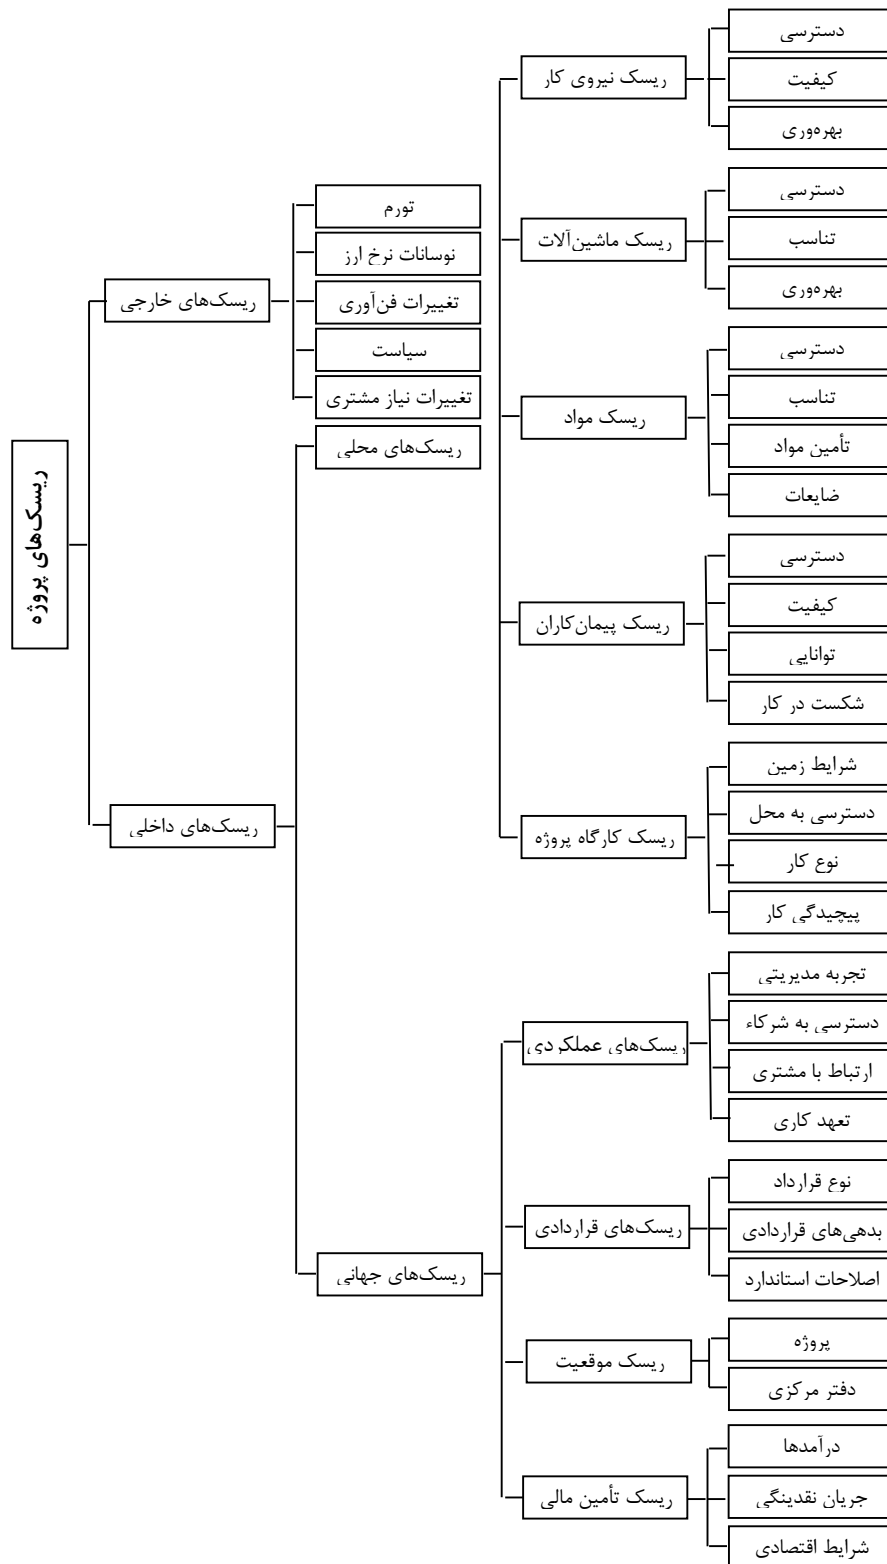 ریسک‌های پروژه
ریسک‌های خارجی
تورم
نوسانات نرخ ارز
تغییرات فن‌آوری
سیاست
تغییرات نیاز مشتری
ریسک‌های داخلی
ریسک‌های محلی
ریسک نیروی کار
دسترسی
کیفیت
بهره‌وری
ریسک ماشین‌آلات
دسترسی
تناسب
بهره‌وری
ریسک مواد
دسترسی
تناسب
تأمین مواد
ضایعات
ریسک پیمان‌کاران
دسترسی
کیفیت
توانایی
شکست در کار
ریسک کارگاه پروژه
شرایط زمین
دسترسی به محل
نوع کار
پیچیدگی کار
ریسک‌های جهانی
ریسک‌های عملکردی
تجربه مدیریتی
دسترسی به شرکاء
ارتباط با مشتری
تعهد کاری
ریسک‌های قراردادی
نوع قرارداد
بدهی‌های قراردادی
اصلاحات استاندارد
ریسک موقعیت
پروژه
دفتر مرکزی
ریسک تأمین مالی
درآمدها
جریان نقدینگی
شرایط اقتصادی